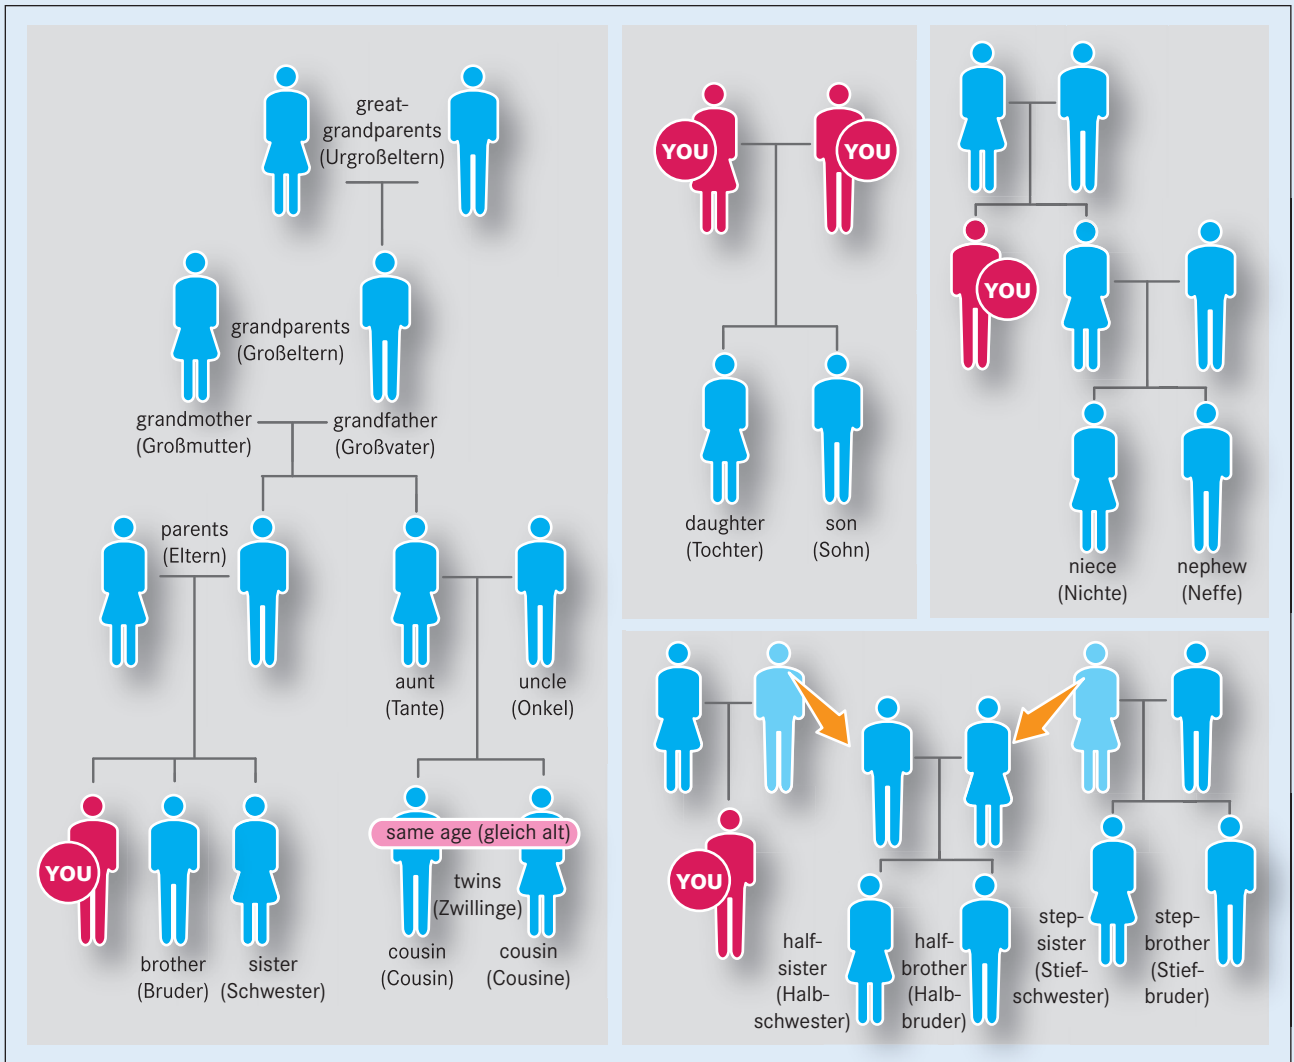 great-
grandparents
(Urgroßeltern)
grandparents
(Großeltern)
grandmother
(Großmutter)
grandfather
(Großvater)
parents
(Eltern)
aunt
(Tante)
uncle
(Onkel)
YOU
brother
(Bruder)
sister
(Schwester)
same age (gleich alt)
twins
(Zwillinge)
cousin
(Cousin)
cousin
(Cousine)
YOU
YOU
daughter
(Tochter)
son
(Sohn)
YOU
niece
(Nichte)
nephew
(Neffe)
YOU
half-
sister
(Halb-
schwester)
half-
brother
(Halb-
bruder)
step-
sister
(Stief-
schwester)
step-
brother
(Stief-
bruder)